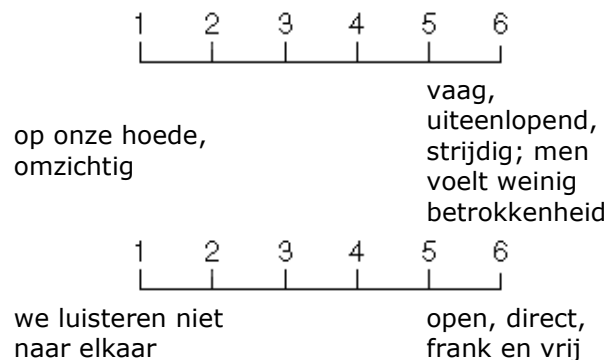 1 2 3 4 5 6
op onze hoede,
omzichtig
vaag,
uiteenlopend,
strijdig; men
voelt weinig
betrokkenheid
1 2 3 4 5 6
we luisteren niet
naar elkaar
open, direct,
frank en vrij